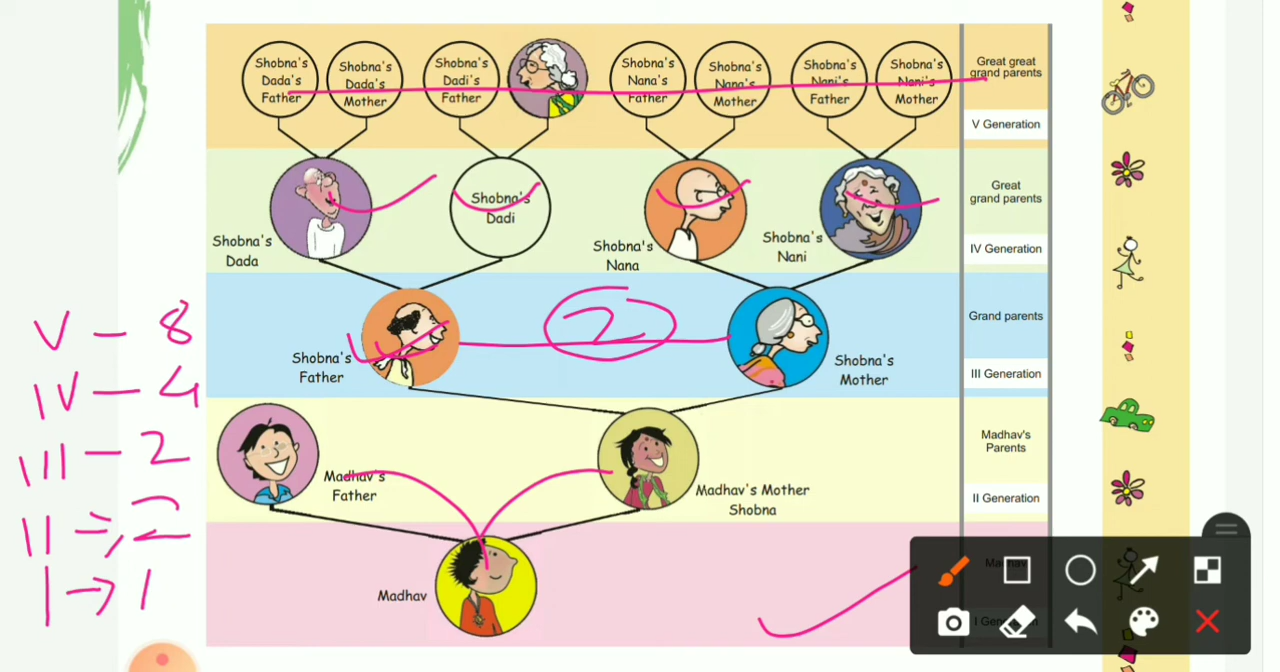 Shobna's
Dada's
Father
Shobna's
Dada's
Mother
Shobna's
Dadi's
Father
Shobna's
Nana's
Father
Shobna's
Nana's
Mother
Shobna's
Nani's
Father
Shobna's
Nani's
Mother
Great great
grand parents
V Generation
Shobna's
Dada
Shobna's
Dadi
Shobna's
Nana
Shobna's
Nani
Great
grand parents
IV Generation
Shobna's
Father
2
Shobna's
Mother
Grand parents
III Generation
Madhav's
Father
Madhav's Mother
Shobna
Madhav's
Parents
II Generation
Madhav
V - 8
IV - 4
III - 2
II 2
I → 1